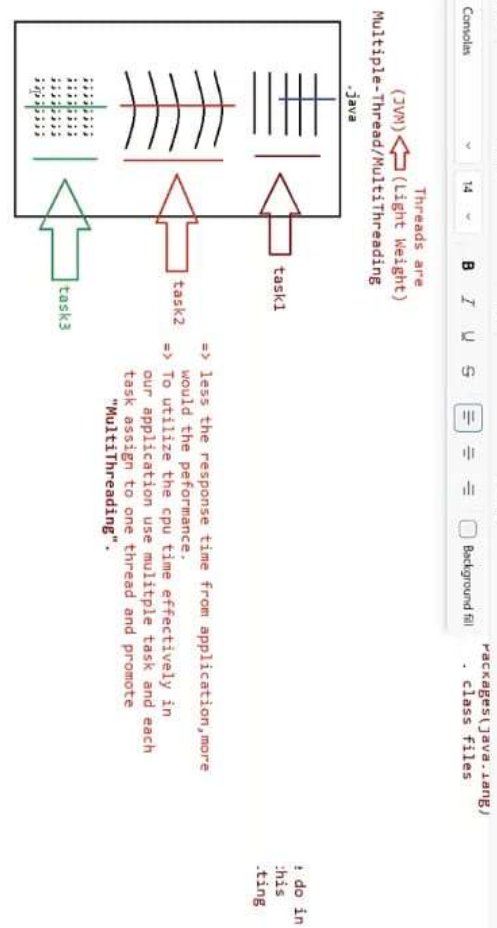 Consolas
14
B I U S
Background fill
Packages(java.lang)
. class files
Threads are
(JVM) (Light Weight)
Multiple-Thread/MultiThreading
.java
task1
task2
task3
=> less the response time from application,more
would the peformance.
=> To utilize the cpu time effectively in
our application use mulitple task and each
task assign to one thread and promote
"MultiThreading".
! do in
:his
.ting